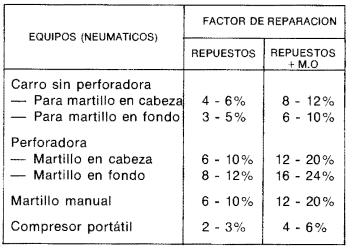 EQUIPOS (NEUMATICOS)
FACTOR DE REPARACION
REPUESTOS
REPUESTOS + M.O
Carro sin perforadora
— Para martillo en cabeza 4 - 6% 8 - 12%
— Para martillo en fondo 3 - 5% 6 - 10%
Perforadora
— Martillo en cabeza 6 - 10% 12 - 20%
— Martillo en fondo 8 - 12% 16 - 24%
Martillo manual 6 - 10% 12 - 20%
Compresor portátil 2 - 3% 4 - 6%